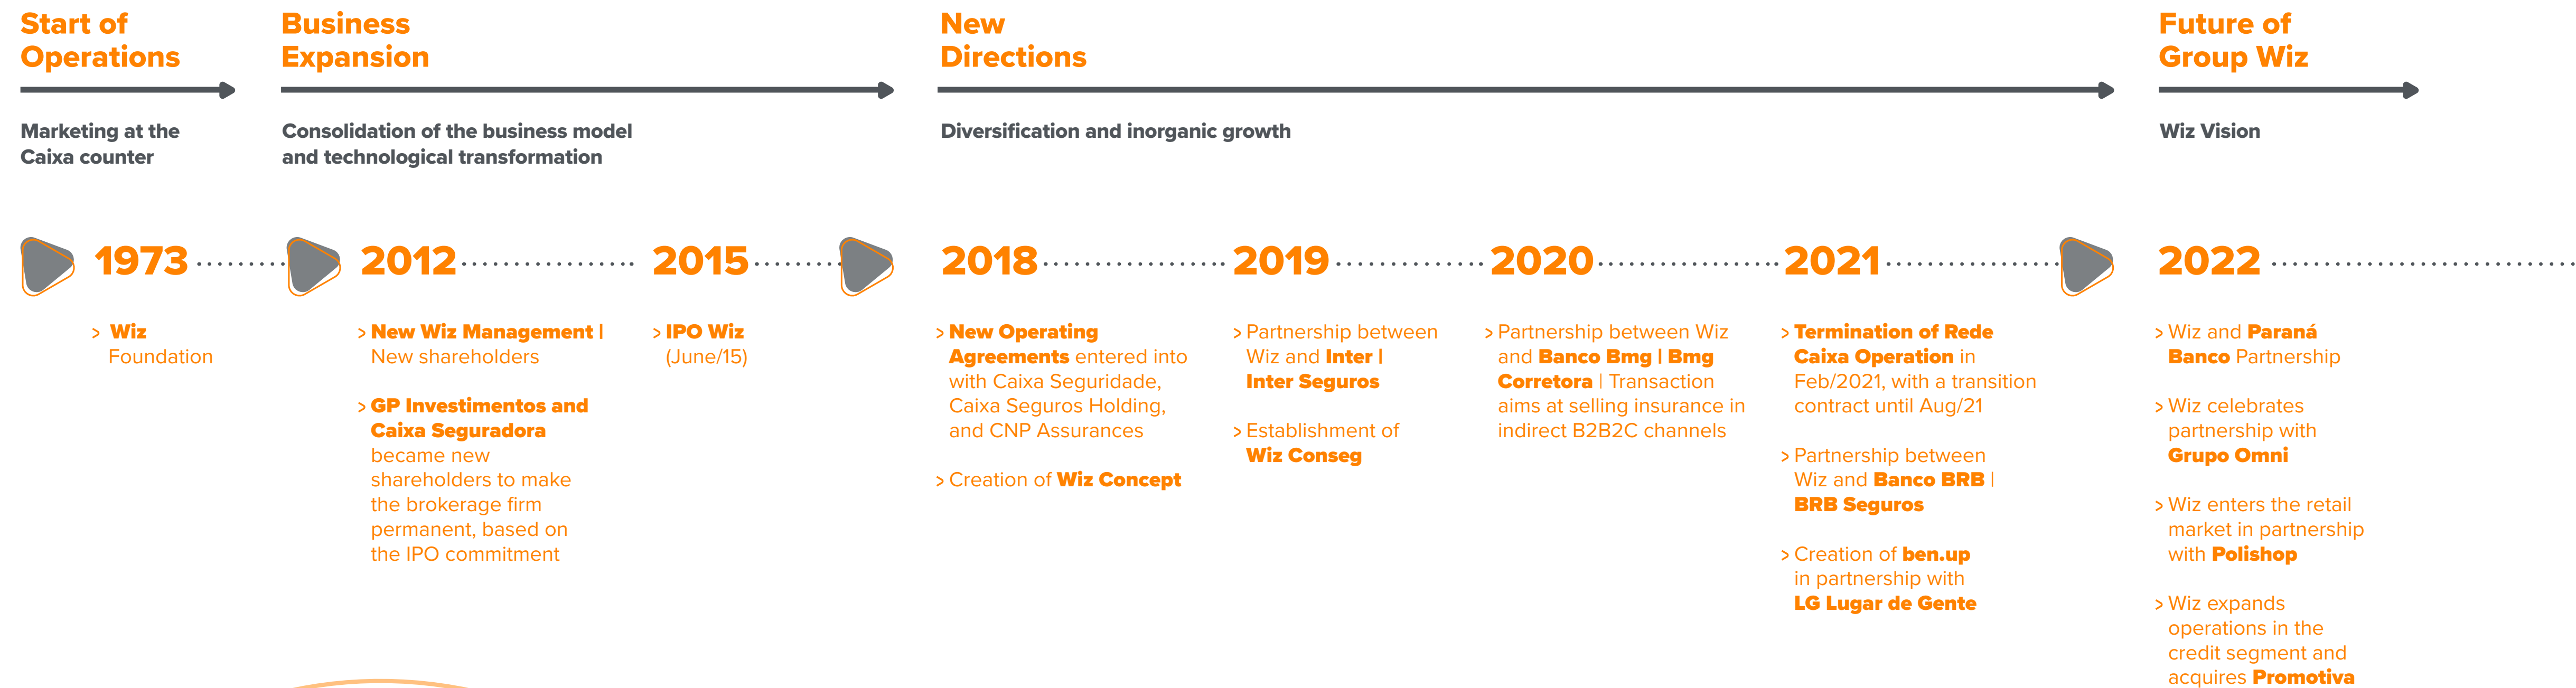 Start of
Operations
Marketing at the
Caixa counter
Business
Expansion
Consolidation of the business model
and technological transformation
New
Directions
Diversification and inorganic growth
Future of
Group Wiz
Wiz Vision
1973
> Wiz
Foundation
2012
> New Wiz Management |
New shareholders
> GP Investimentos and
Caixa Seguradora
became new
shareholders to make
the brokerage firm
permanent, based on
the IPO commitment
2015
> IPO Wiz
(June/15)
2018
> New Operating
Agreements entered into
with Caixa Seguridade,
Caixa Seguros Holding,
and CNP Assurances
> Creation of Wiz Concept
2019
> Partnership between
Wiz and Inter |
Inter Seguros
> Establishment of
Wiz Conseg
2020
> Partnership between Wiz
and Banco Bmg | Bmg
Corretora | Transaction
aims at selling insurance in
indirect B2B2C channels
2021
> Termination of Rede
Caixa Operation in
Feb/2021, with a transition
contract until Aug/21
> Partnership between
Wiz and Banco BRB |
BRB Seguros
> Creation of ben.up
in partnership with
LG Lugar de Gente
2022
> Wiz and Paraná
Banco Partnership
> Wiz celebrates
partnership with
Grupo Omni
> Wiz enters the retail
market in partnership
with Polishop
> Wiz expands
operations in the
credit segment and
acquires Promotiva